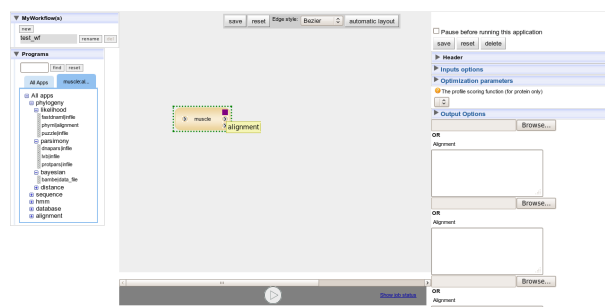 MyWorkflow(s)
new
test_wf
rename
Programs
find reset
All Apps muscle:al...
All apps
phylogeny
likelihood
fastdnaml|infile
phyml|alignment
puzzle|infile
parsimony
dnapars|infile
lvb|infile
protpars|infile
bayesian
bambe|data_file
distance
sequence
hmm
database
alignment
save reset Edge style: Bezier automatic layout
muscle
alignment
Show job status
Pause before running this application
save reset delete
Header
Inputs options
Optimization parameters
The profile scoring function (for protein only)
Output Options
Browse...
OR
Alignment
Browse...
OR
Alignment
Browse...
OR
Alignment